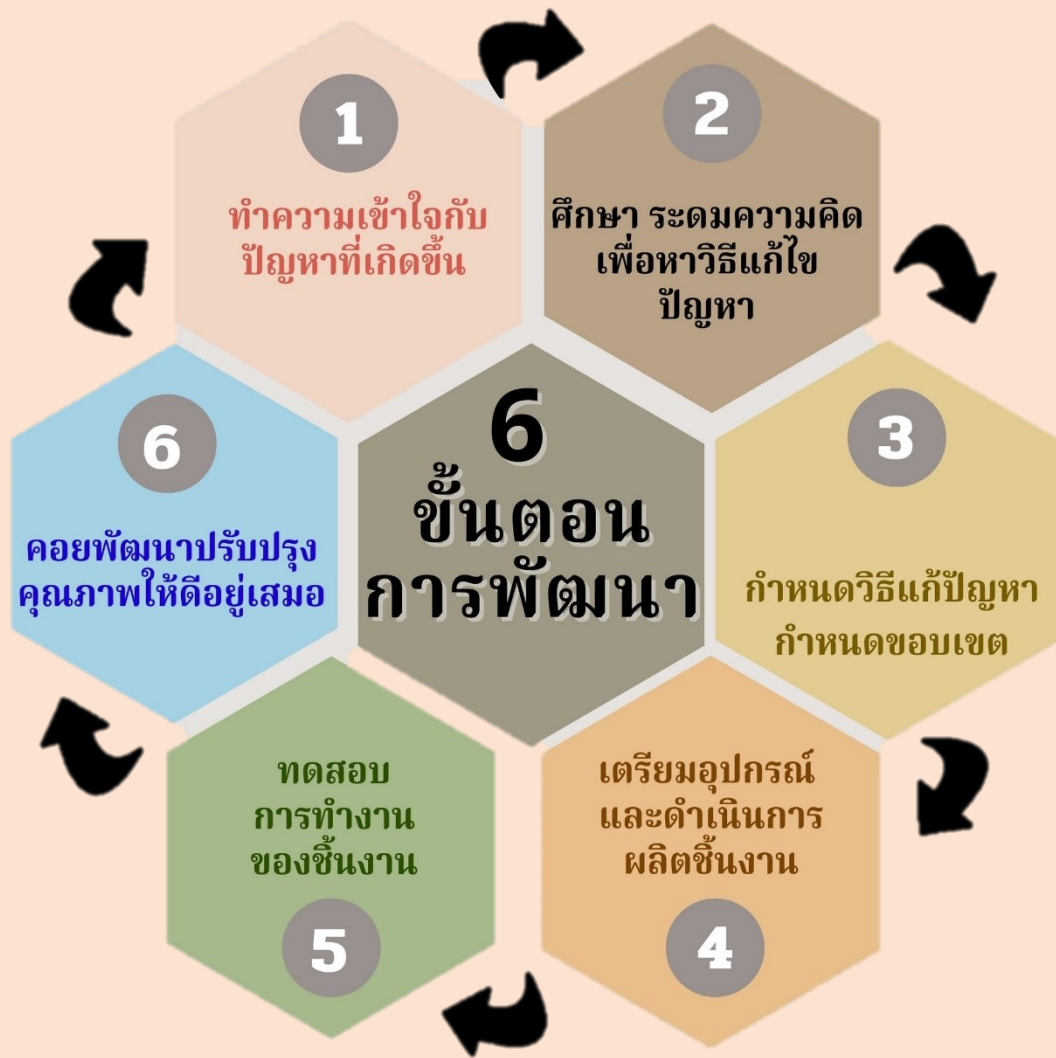 1
ทำความเข้าใจกับ
ปัญหาที่เกิดขึ้น
2
ศึกษา ระดมความคิด
เพื่อหาวิธีแก้ไข
ปัญหา
3
กำหนดวิธีแก้ปัญหา
กำหนดขอบเขต
4
เตรียมอุปกรณ์
และดำเนินการ
ผลิตชิ้นงาน
5
ทดสอบ
การทำงาน
ของชิ้นงาน
6
คอยพัฒนาปรับปรุง
คุณภาพให้ดีอยู่เสมอ
6
ขั้นตอน
การพัฒนา